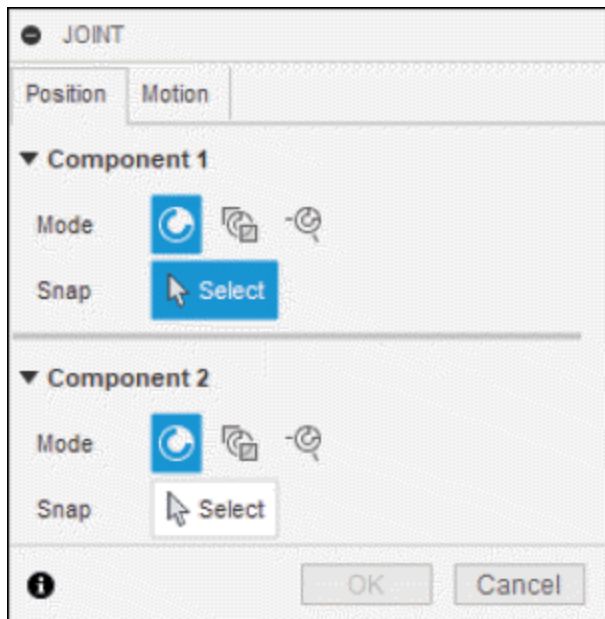 JOINT
Position Motion
Component 1
Mode
Snap Select
Component 2
Mode
Snap Select
OK Cancel